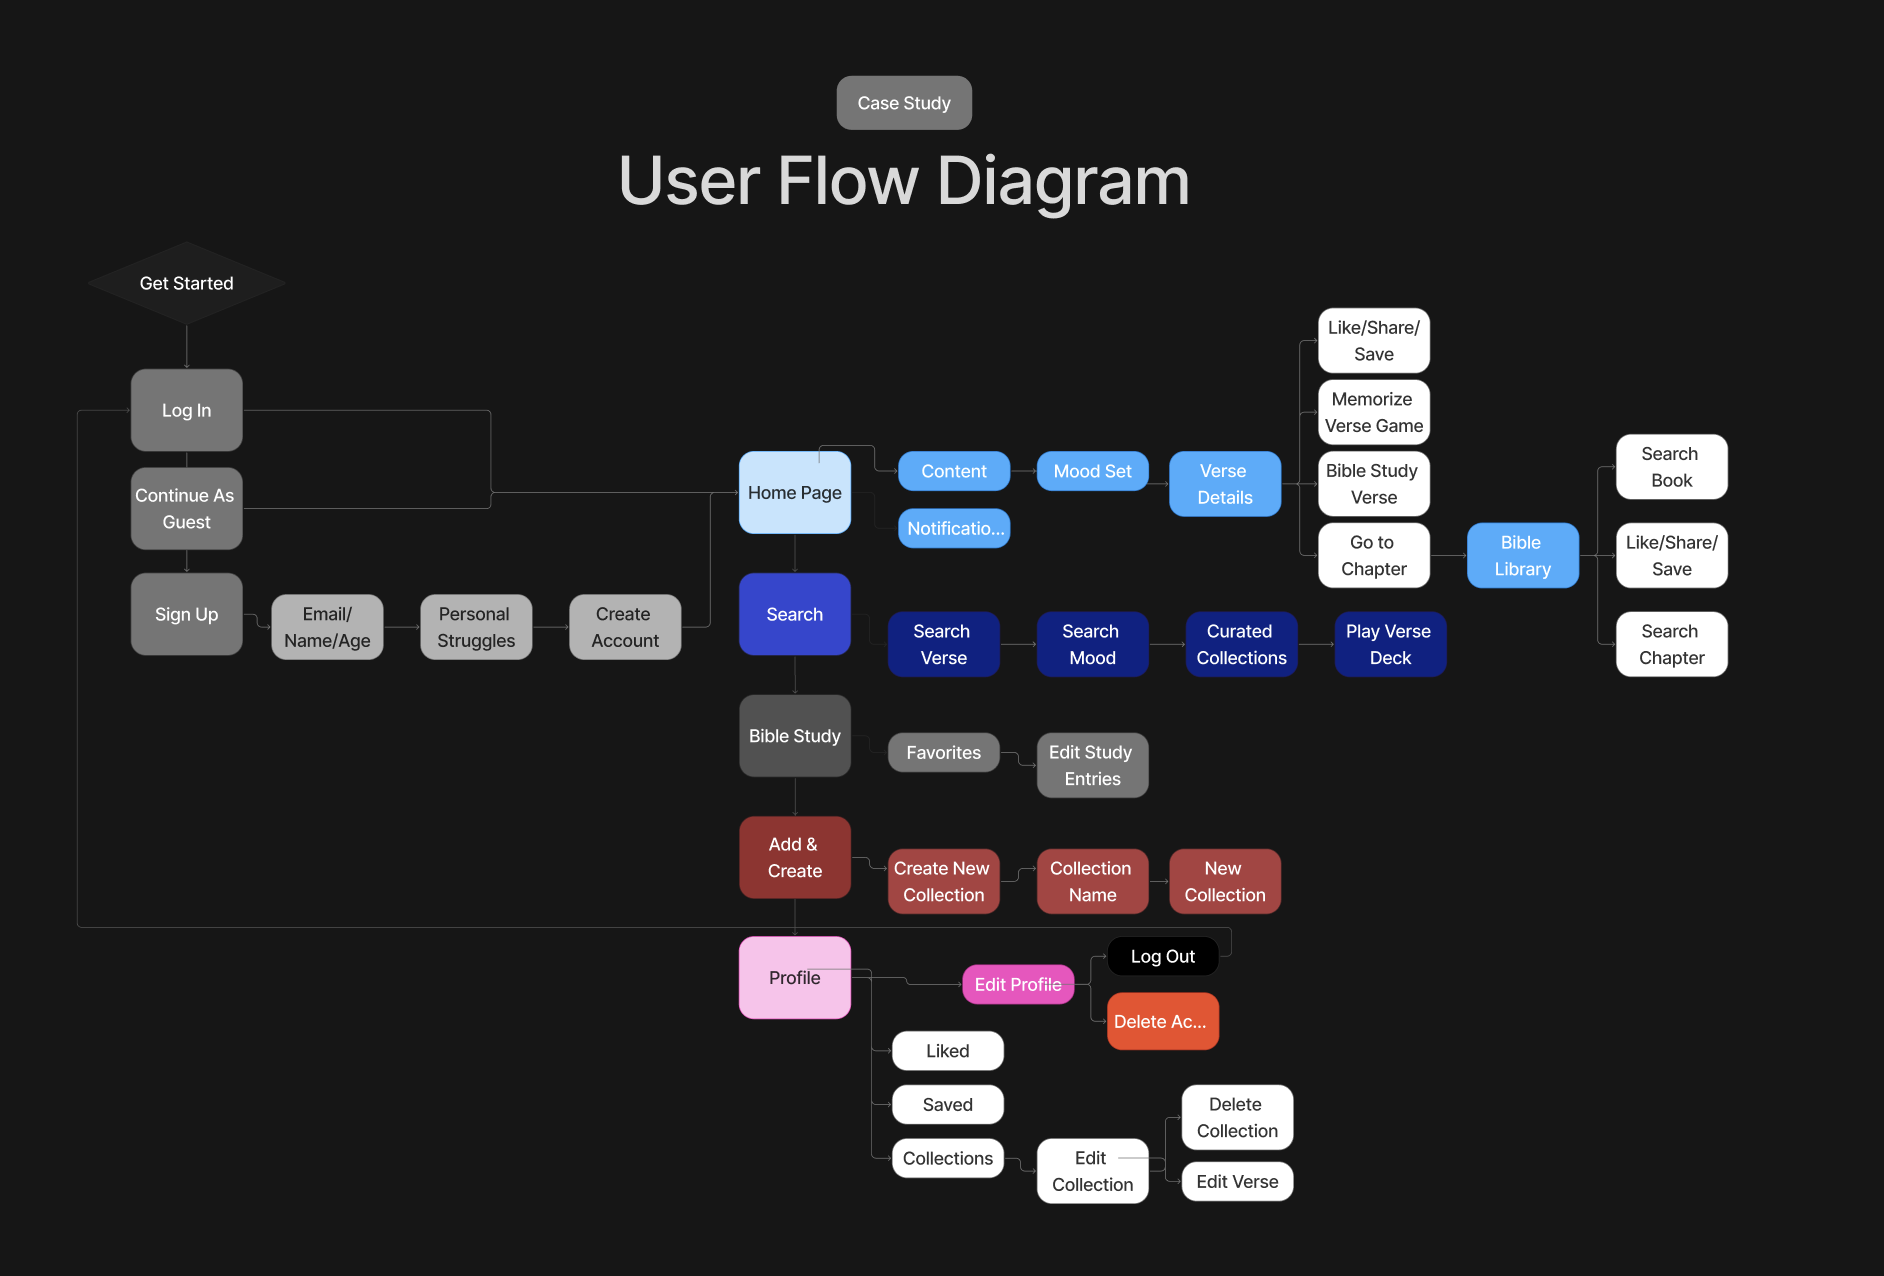 Case Study
User Flow Diagram
Get Started
Log In
Continue As
Guest
Sign Up
Email/
Name/Age
Personal
Struggles
Create
Account
Home Page
Content
Mood Set
Verse
Details
Notificatio...
Like/Share/
Save
Memorize
Verse Game
Bible Study
Verse
Go to
Chapter
Bible
Library
Search
Book
Like/Share/
Save
Search
Chapter
Search
Search
Verse
Search
Mood
Curated
Collections
Play Verse
Deck
Bible Study
Favorites
Edit Study
Entries
Add &
Create
Create New
Collection
Collection
Name
New
Collection
Profile
Edit Profile
Log Out
Delete Ac...
Liked
Saved
Collections
Edit
Collection
Delete
Collection
Edit Verse